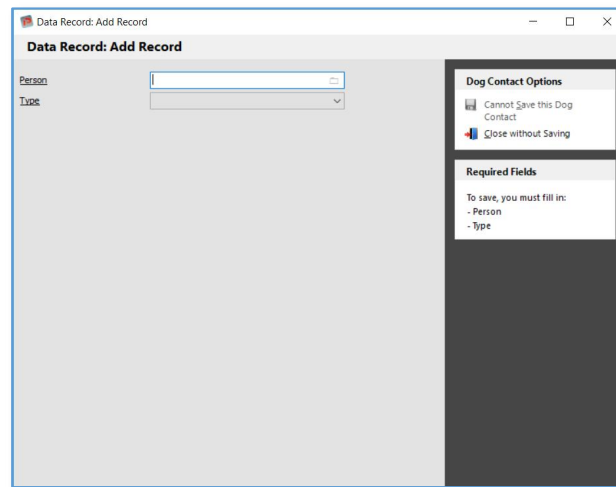 Data Record: Add Record
Data Record: Add Record
Person
Type
Dog Contact Options
Cannot Save this Dog
Contact
Close without Saving
Required Fields
To save, you must fill in:
- Person
- Type